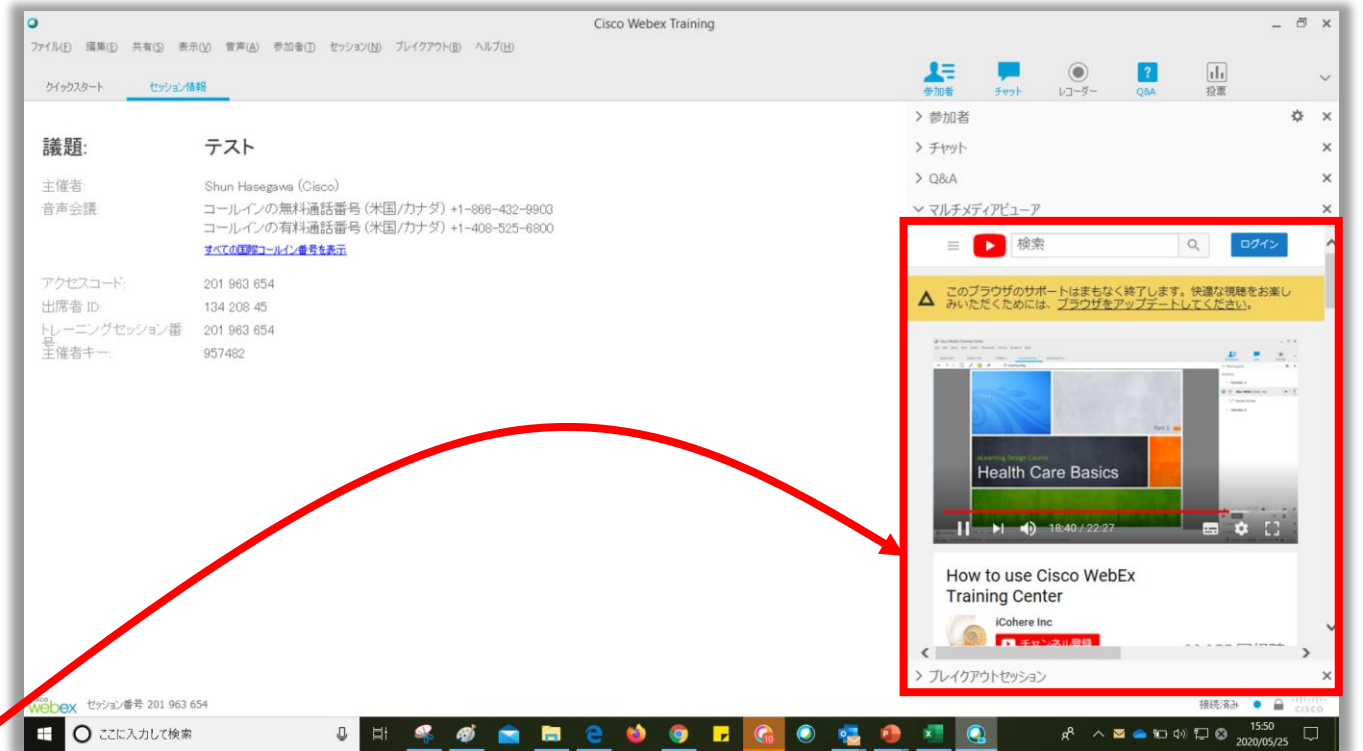 Cisco Webex Training
ファイル(F) 編集(E) 共有(S) 表示(V) 音声(A) 参加者(T) セッション(N) ブレイクアウト(B) ヘルプ(H)
クイックスタート セッション情報
参加者 チャット レコーダー Q&A 投票
参加者
チャット
Q&A
マルチメディアビューア
議題: テスト
主催者: Shun Hasegawa (Cisco)
音声会議: コールインの無料通話番号 (米国/カナダ) +1-866-432-9903
コールインの有料通話番号 (米国/カナダ) +1-408-525-6800
すべての国際コールイン番号を表示
アクセスコード: 201 963 654
出席者 ID: 134 208 45
トレーニングセッション番号: 201 963 654
主催者キー: 957482
検索 ログイン
このブラウザのサポートはまもなく終了します。快適な視聴をお楽し
みいただくためには、ブラウザをアップデートしてください。
Part 1
eLearning Design Course
Health Care Basics
18:40 / 22:27
How to use Cisco WebEx
Training Center
iCohere Inc
チャンネル登録
ブレイクアウトセッション
webex セッション番号 201 963 654 接続済み
CISCO
ここに入力して検索
15:50
2020/05/25